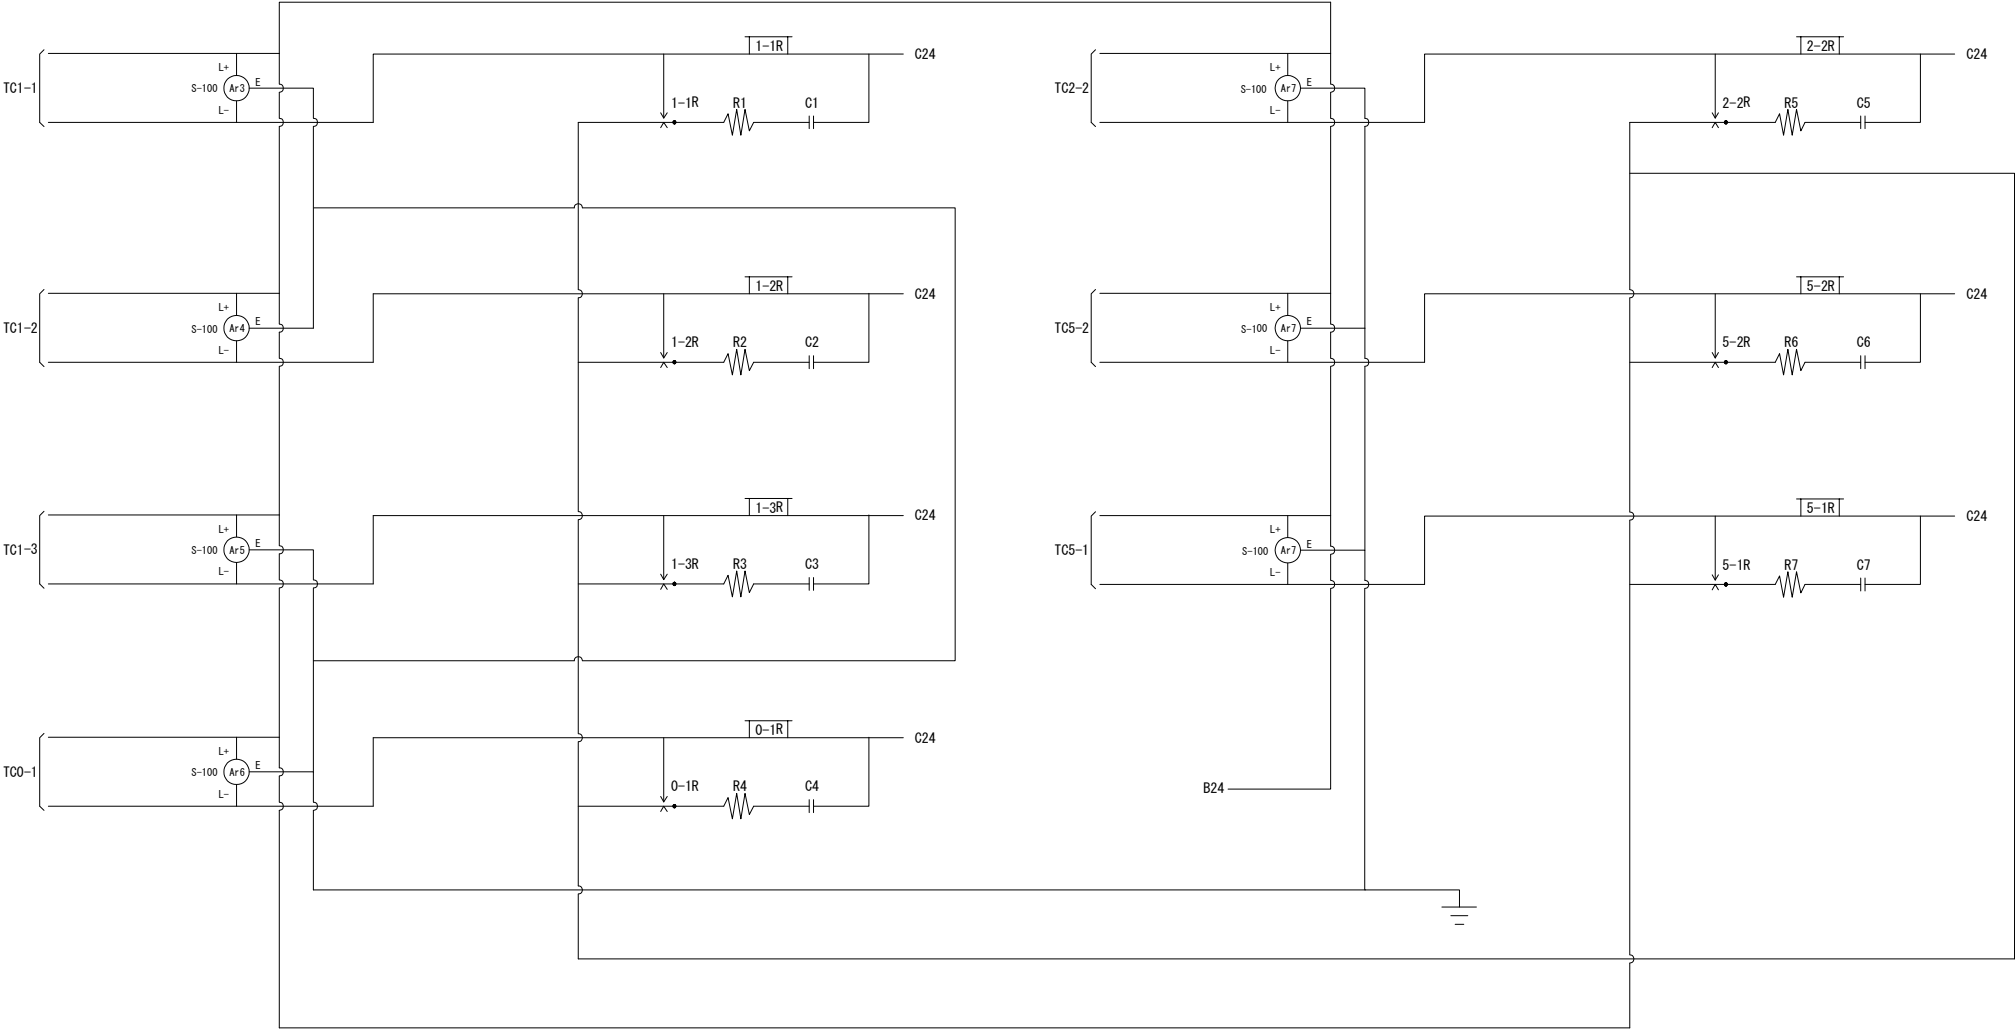 1-1R
C24
L+
TC1-1
S-100
Ar3
E
L-
1-1R
R1
C1
1-2R
C24
L+
TC1-2
S-100
Ar4
E
L-
1-2R
R2
C2
1-3R
C24
L+
TC1-3
S-100
Ar5
E
L-
1-3R
R3
C3
0-1R
C24
L+
TC0-1
S-100
Ar6
E
L-
0-1R
R4
C4
2-2R
C24
L+
TC2-2
S-100
Ar7
E
L-
2-2R
R5
C5
5-2R
C24
L+
TC5-2
S-100
Ar7
E
L-
5-2R
R6
C6
5-1R
C24
L+
TC5-1
S-100
Ar7
E
L-
5-1R
R7
C7
B24